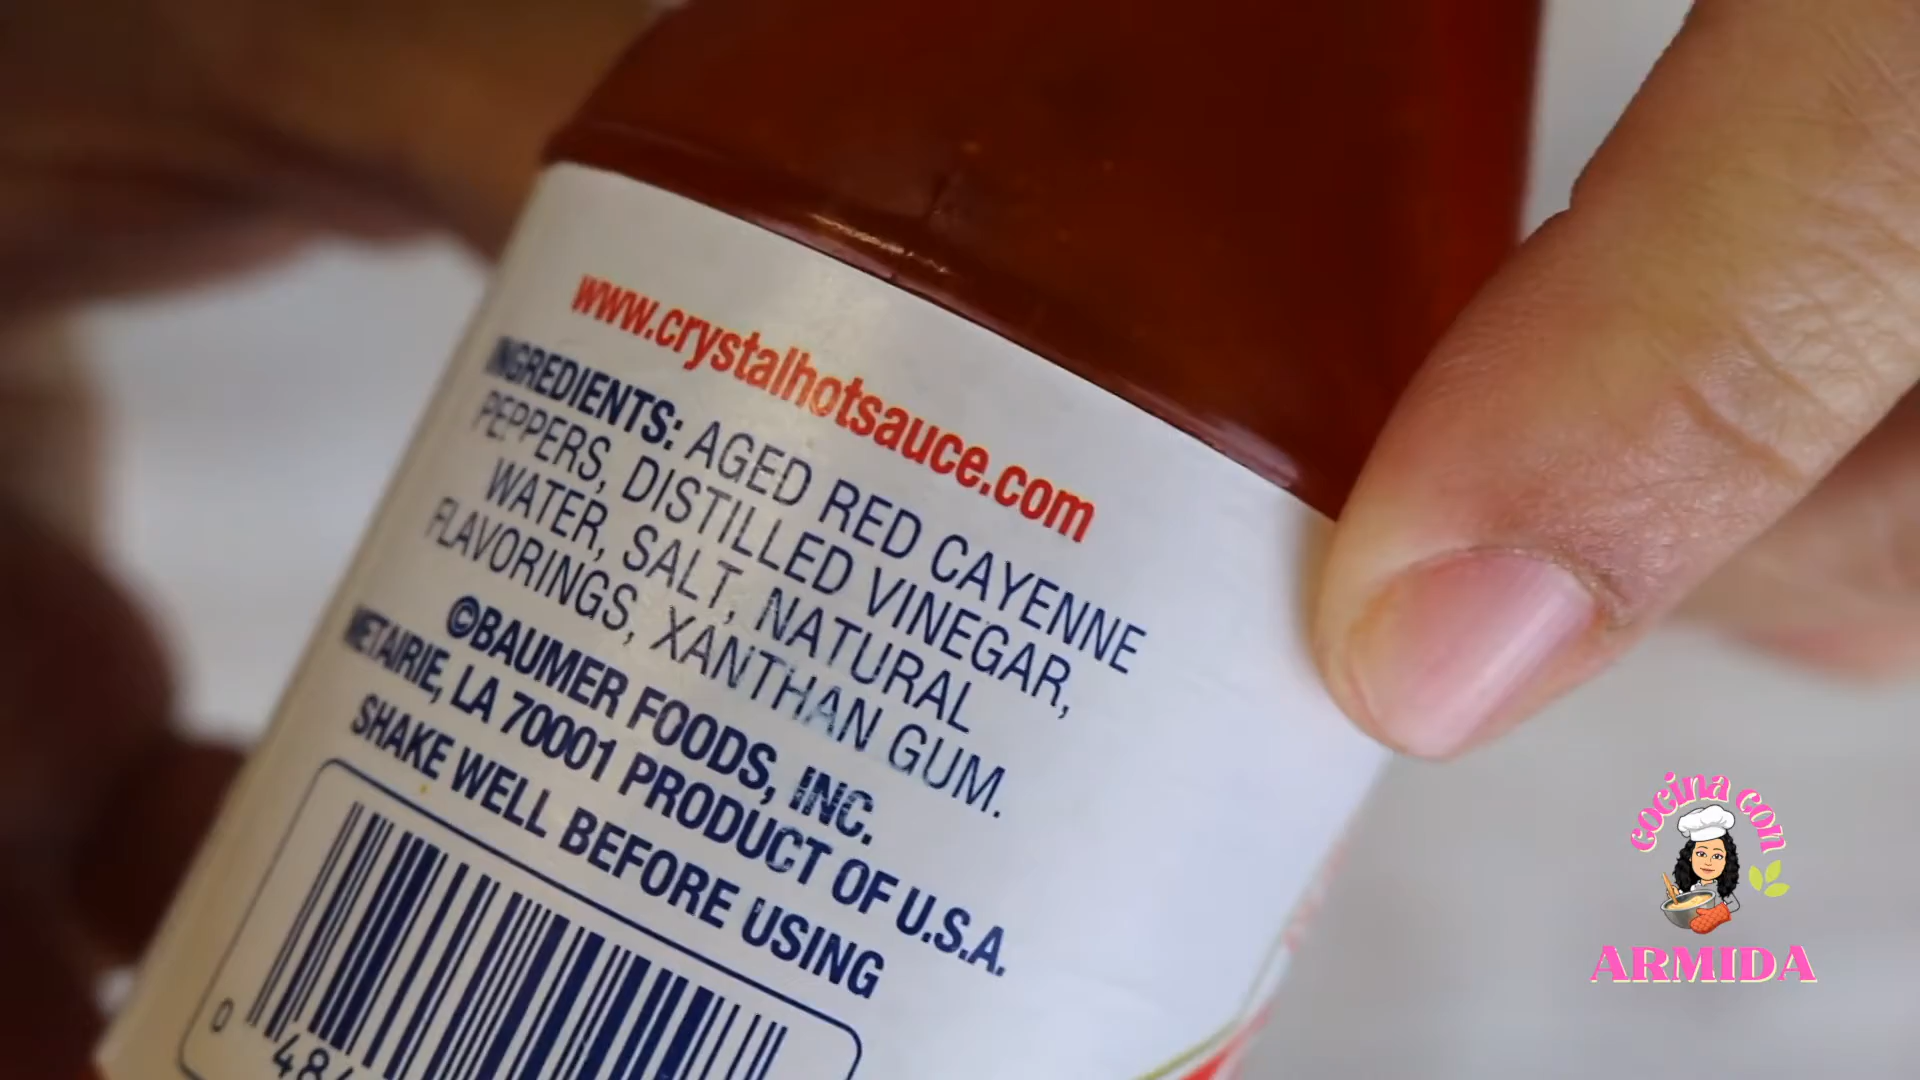 www.crystalhotsauce.com
INGREDIENTS: AGED RED CAYENNE
PEPPERS, DISTILLED VINEGAR,
WATER, SALT, NATURAL
FLAVORINGS, XANTHAN GUM.
©BAUMER FOODS, INC.
METAIRIE, LA 70001 PRODUCT OF U.S.A.
SHAKE WELL BEFORE USING
0
cocina con
ARMIDA